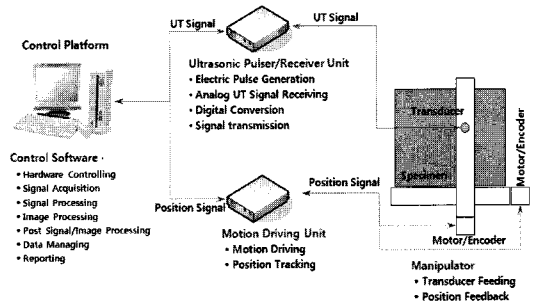 UT Signal
UT Signal
Control Platform
Ultrasonic Pulser/Receiver Unit
• Electric Pulse Generation
• Analog UT Signal Receiving
• Digital Conversion
• Signal transmission
Transducer
Specimen
Motor/Encoder
Control Software
• Hardware Controlling
• Signal Acquisition
• Signal Processing
• Image Processing
• Post Signal/Image Processing
• Data Managing
• Reporting
Position Signal
Position Signal
Motion Driving Unit
• Motion Driving
• Position Tracking
Motor/Encoder
Manipulator
• Transducer Feeding
• Position Feedback